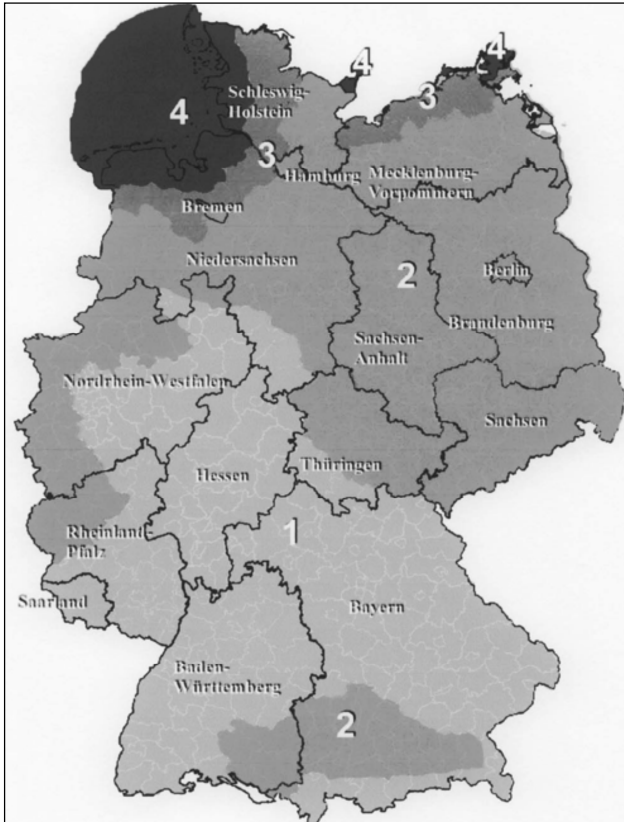 4
4
Schleswig-
Holstein
4
3
3
Hamburg
Mecklenburg-
Vorpommern
Bremen
Niedersachsen
2
Berlin
Brandenburg
Sachsen-
Anhalt
Nordrhein-Westfalen
Sachsen
Hessen
Thüringen
1
Rheinland-
Pfalz
Saarland
Bayern
Baden-
Württemberg
2